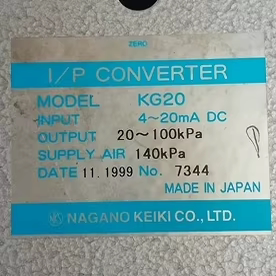 ZERO
I/P CONVERTER
MODEL KG20
INPUT 4～20mA DC
OUTPUT 20～100kPa
SUPPLY AIR 140kPa
DATE 11.1999 No. 7344
MADE IN JAPAN
NAGANO KEIKI CO., LTD.